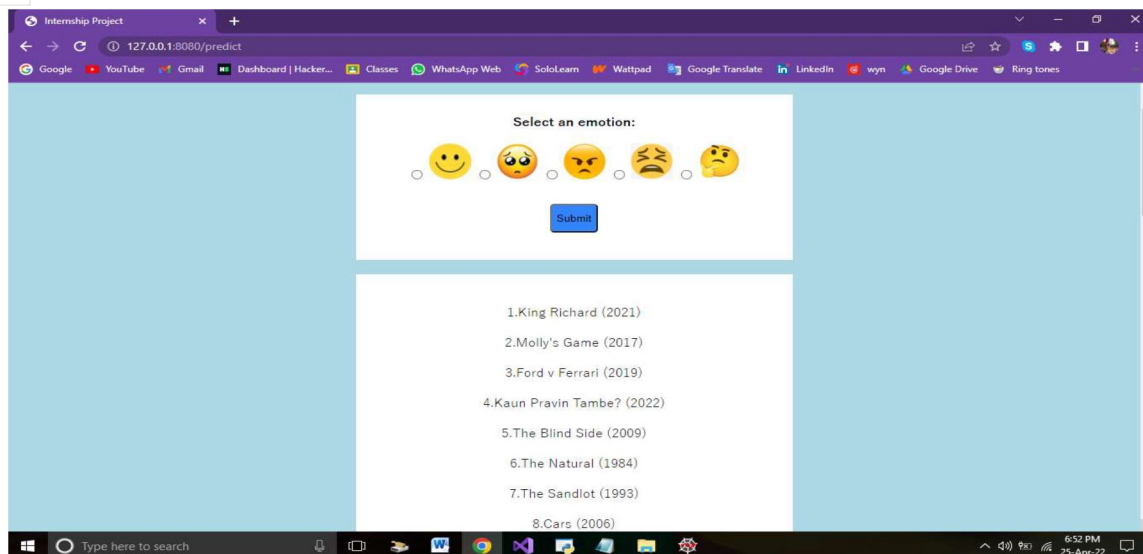 Internship Project
127.0.0.1:8080/predict
Google YouTube Gmail Dashboard | Hacker... Classes WhatsApp Web SoloLearn Wattpad Google Translate LinkedIn wyn Google Drive Ring tones
Select an emotion:
Submit
1.King Richard (2021)
2.Molly's Game (2017)
3.Ford v Ferrari (2019)
4.Kaun Pravin Tambe? (2022)
5.The Blind Side (2009)
6.The Natural (1984)
7.The Sandlot (1993)
8.Cars (2006)
Type here to search
6:52 PM
25-Apr-22